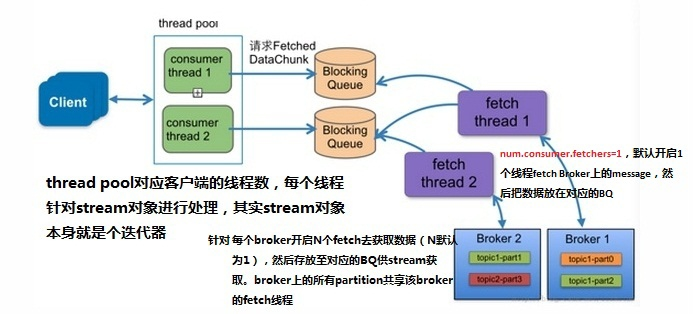 thread pool
consumer
thread 1
consumer
thread 2
Client
请求Fetched
DataChunk
Blocking
Queue
Blocking
Queue
fetch
thread 1
fetch
thread 2
num.consumer.fetchers=1，默认开启1
个线程fetch Broker上的message，然
后把数据放在对应的BQ
thread pool对应客户端的线程数，每个线程
针对stream对象进行处理，其实stream对象
本身就是个迭代器
针对 每个broker开启N个fetch去获取数据（N默认
为1），然后存放至对应的BQ供stream获
取。broker上的所有partition共享该broker
的fetch线程
Broker 2
topic1-part1
topic2-part3
Broker 1
topic1-part0
topic1-part2